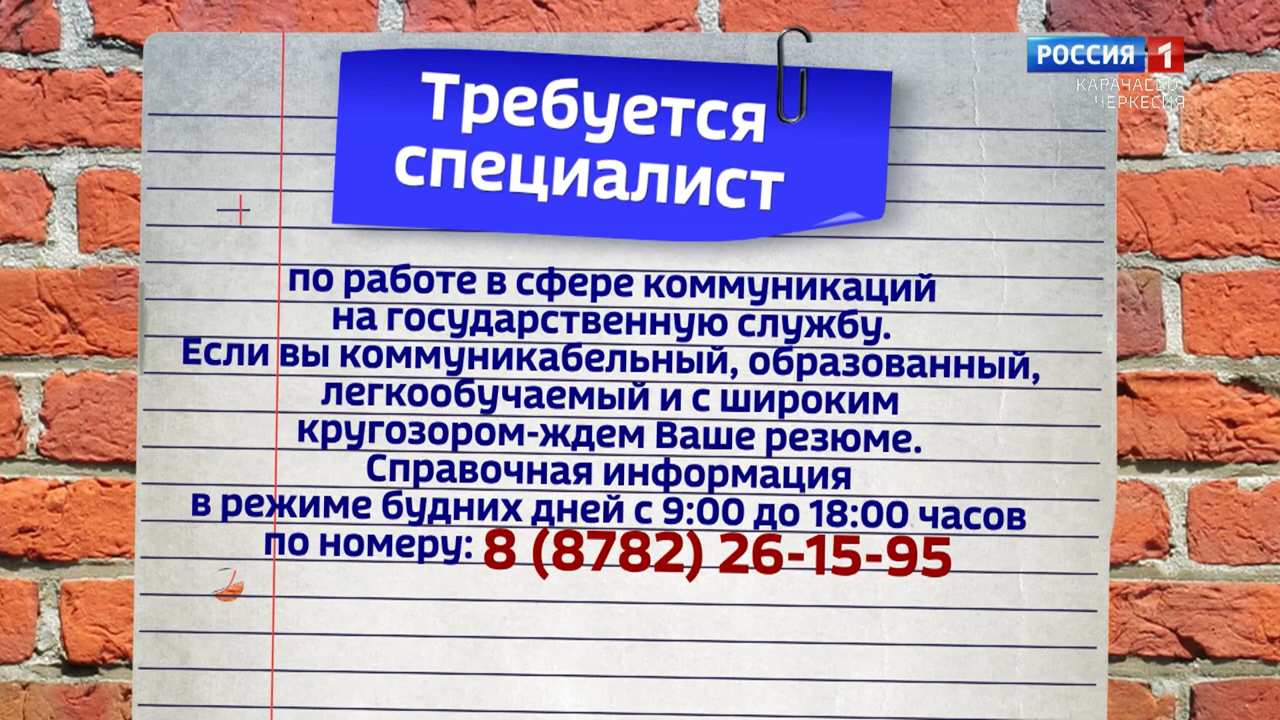 РОССИЯ 1
КАРАЧАЕВО
ЧЕРКЕСИЯ
Требуется
специалист
по работе в сфере коммуникаций
на государственную службу.
Если вы коммуникабельный, образованный,
легкообучаемый и с широким
кругозором-ждем Ваше резюме.
Справочная информация
в режиме будних дней с 9:00 до 18:00 часов
по номеру: 8 (8782) 26-15-95